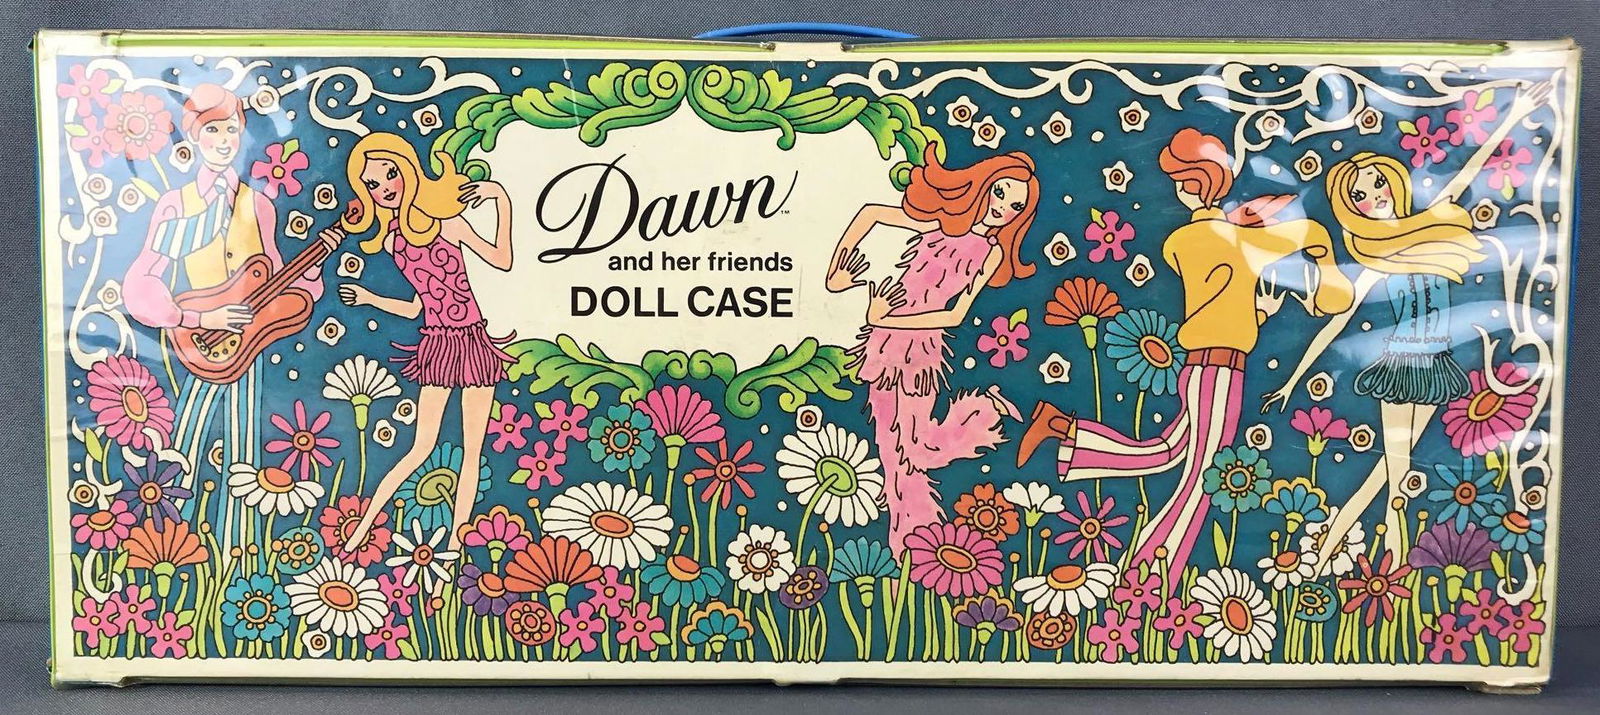 Dawn™
and her friends
DOLL CASE